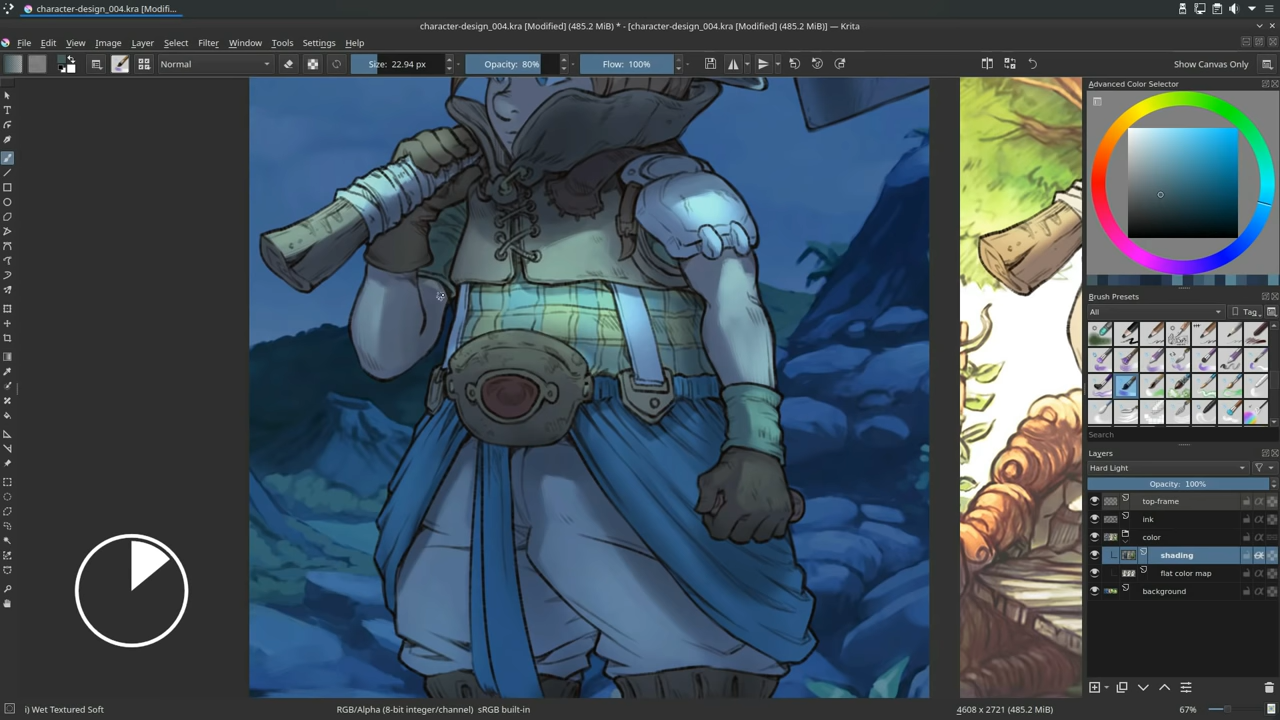 character-design_004.kra [Modifi...
character-design_004.kra [Modified] (485.2 MiB) * - [character-design_004.kra [Modified] (485.2 MiB)] — Krita
File Edit View Image Layer Select Filter Window Tools Settings Help
Normal Size: 22.94 px Opacity: 80% Flow: 100% Show Canvas Only
Advanced Color Selector
Brush Presets
All Tag
Search
Layers
Hard Light
Opacity: 100%
top-frame
ink
color
shading
flat color map
background
i) Wet Textured Soft RGB/Alpha (8-bit integer/channel) sRGB built-in 4608 x 2721 (485.2 MiB) 67%